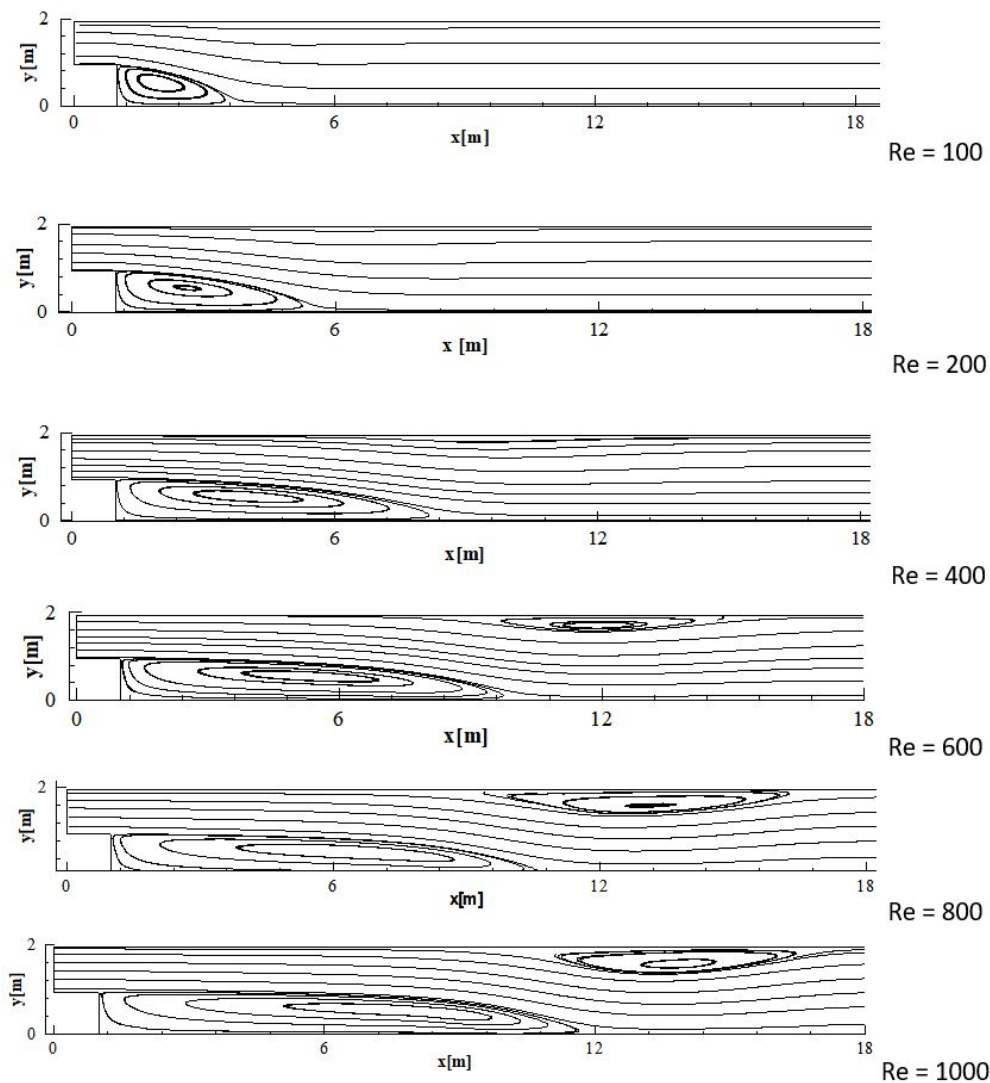 2
y[m]
0
0 6 12 18
x[m]
Re = 100
2
y[m]
0
0 6 12 18
x [m]
Re = 200
2
y[m]
0
0 6 12 18
x[m]
Re = 400
2
y[m]
0
0 6 12 18
x[m]
Re = 600
2
y[m]
0
0 6 12 18
x[m]
Re = 800
2
y[m]
0
0 6 12 18
x[m]
Re = 1000